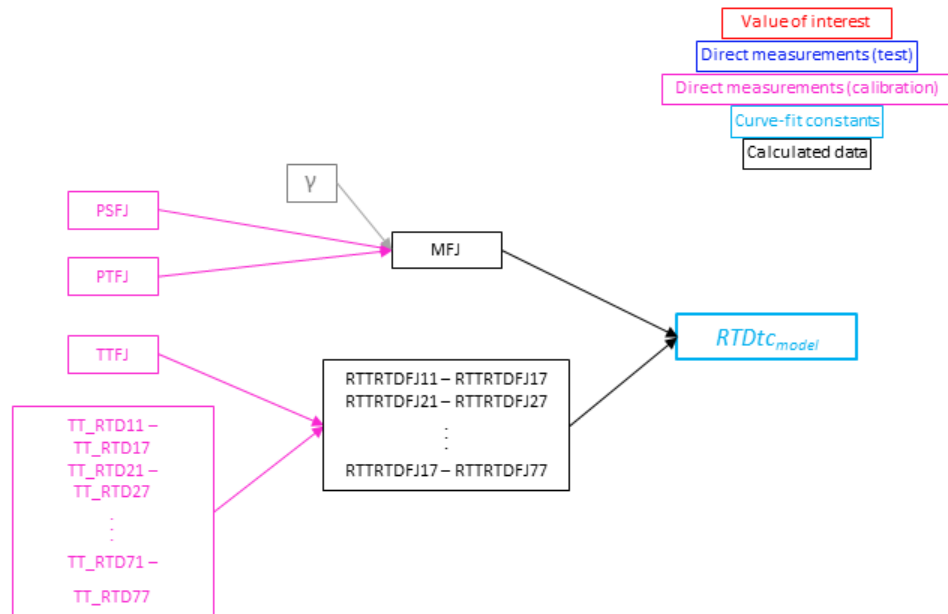 Value of interest
Direct measurements (test)
Direct measurements (calibration)
Curve-fit constants
Calculated data
γ
PSFJ
MFJ
PTFJ
RTDtc_model
TTFJ
RTTRTDFJ11 – RTTRTDFJ17
RTTRTDFJ21 – RTTRTDFJ27
⋮
RTTRTDFJ17 – RTTRTDFJ77
TT_RTD11 –
TT_RTD17
TT_RTD21 –
TT_RTD27
⋮
TT_RTD71 –
TT_RTD77